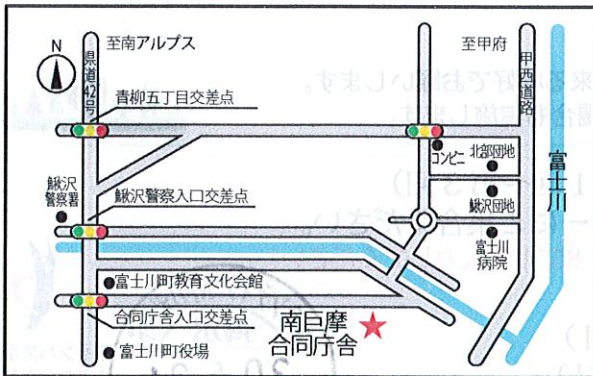 N
至南アルプス
至甲府
県道42号
甲西道路
青柳五丁目交差点
コンビニ
北部団地
富士川
鰍沢
警察署
鰍沢警察入口交差点
鰍沢団地
富士川
病院
富士川町教育文化会館
合同庁舎入口交差点
南巨摩
合同庁舎
富士川町役場